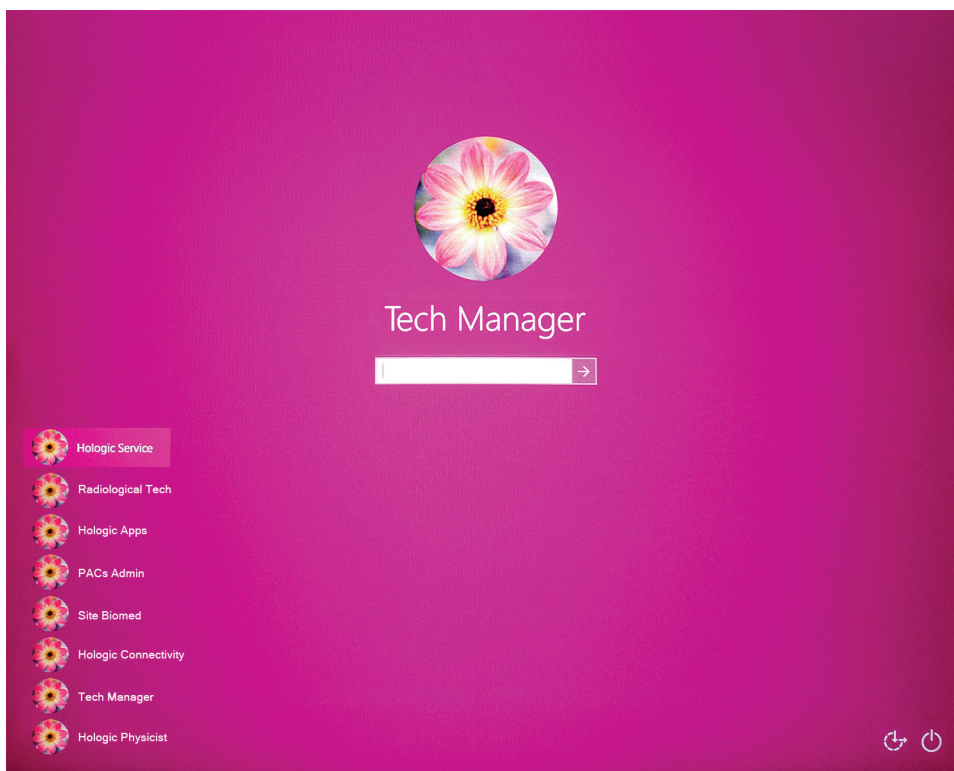 Tech Manager
Hologic Service
Radiological Tech
Hologic Apps
PACs Admin
Site Biomed
Hologic Connectivity
Tech Manager
Hologic Physicist